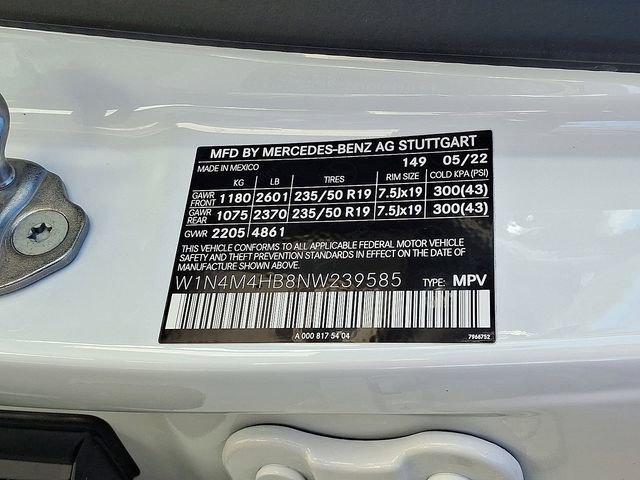 MFD BY MERCEDES-BENZ AG STUTTGART
MADE IN MEXICO 149 05/22
KG LB TIRES RIM SIZE COLD KPA(PSI)
GAWR FRONT 1180 2601 235/50 R19 7.5Jx19 300(43)
GAWR REAR 1075 2370 235/50 R19 7.5Jx19 300(43)
GVWR 2205 4861
THIS VEHICLE CONFORMS TO ALL APPLICABLE FEDERAL MOTOR VEHICLE
SAFETY AND THEFT PREVENTION STANDARDS IN EFFECT ON THE DATE OF
MANUFACTURE SHOWN ABOVE.
W1N4M4HB8NW239585 TYPE: MPV
A 000 817 54 04 7966752